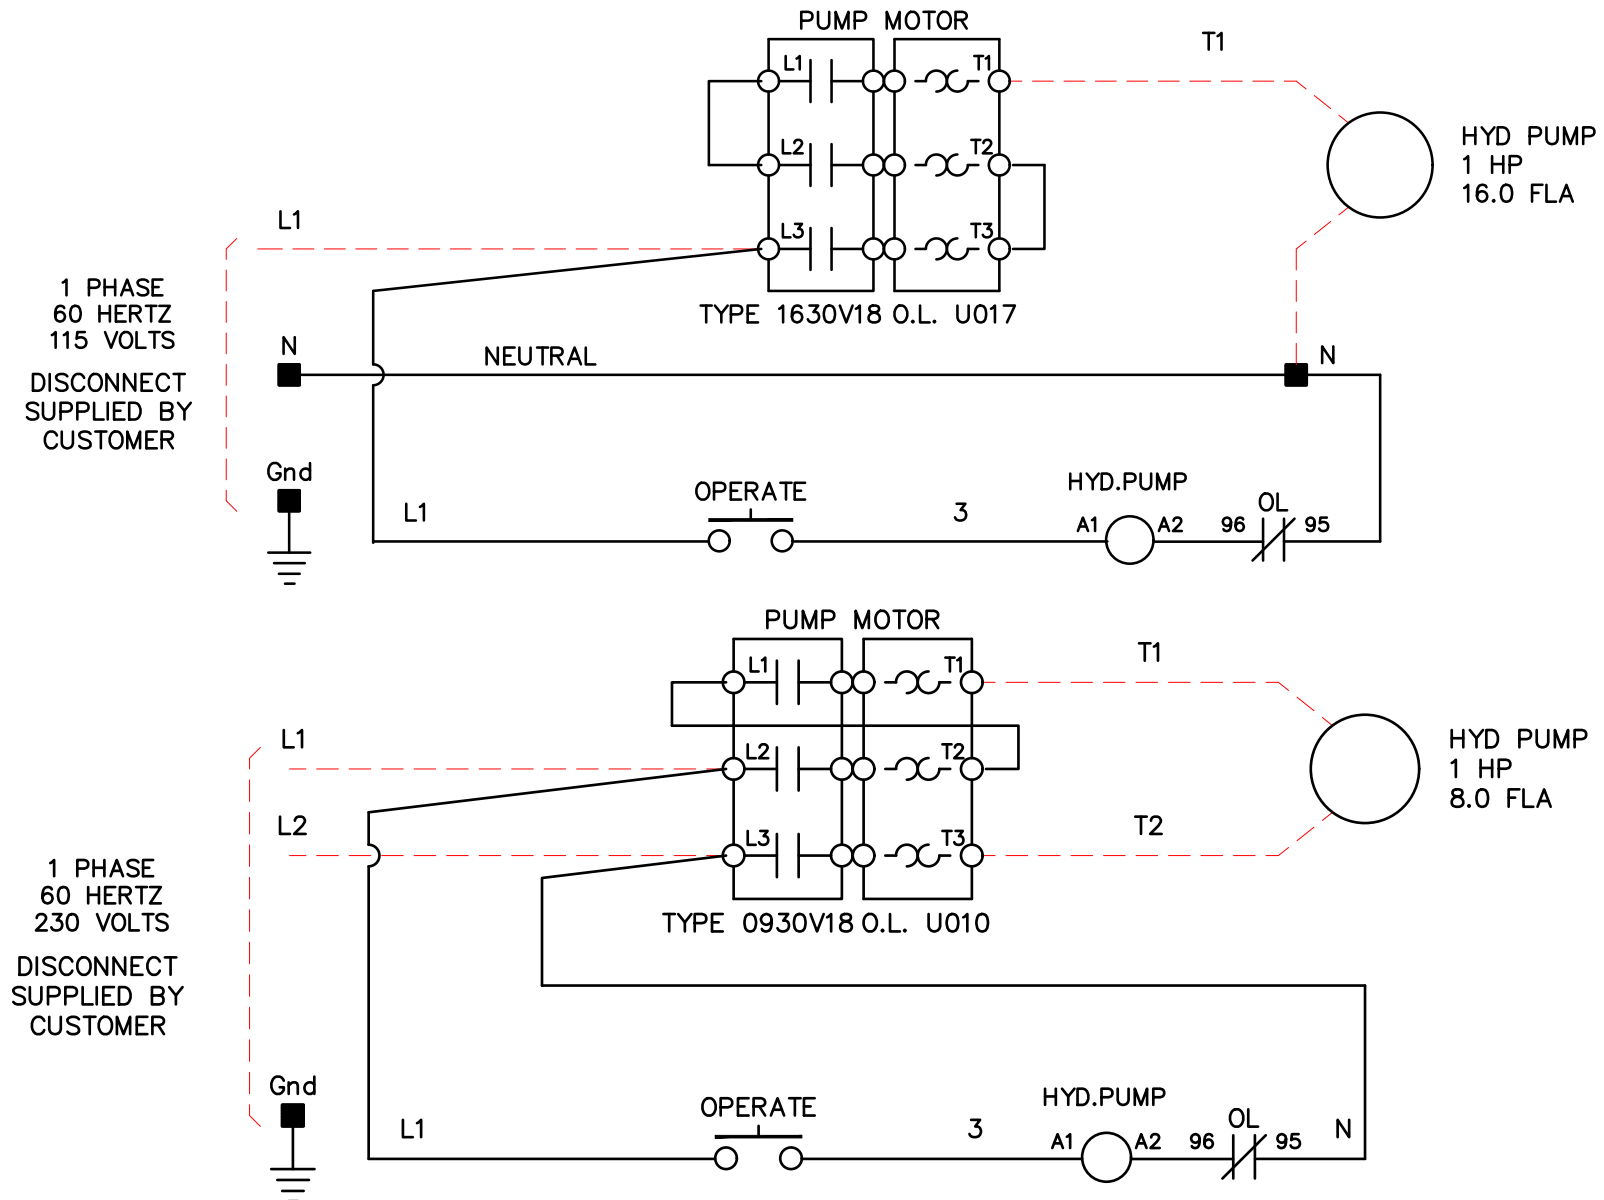 PUMP MOTOR
T1
L1
T1
HYD PUMP
1 HP
16.0 FLA
L2
T2
L1
L3
T3
1 PHASE
60 HERTZ
115 VOLTS
TYPE 1630V18 O.L. U017
N
NEUTRAL
N
DISCONNECT
SUPPLIED BY
CUSTOMER
Gnd
L1
OPERATE
3
HYD.PUMP
A1
A2
96
OL
95
PUMP MOTOR
T1
L1
T1
HYD PUMP
1 HP
8.0 FLA
L1
L2
T2
L2
L3
T3
T2
1 PHASE
60 HERTZ
230 VOLTS
TYPE 0930V18 O.L. U010
DISCONNECT
SUPPLIED BY
CUSTOMER
Gnd
L1
OPERATE
3
HYD.PUMP
A1
A2
96
OL
95
N